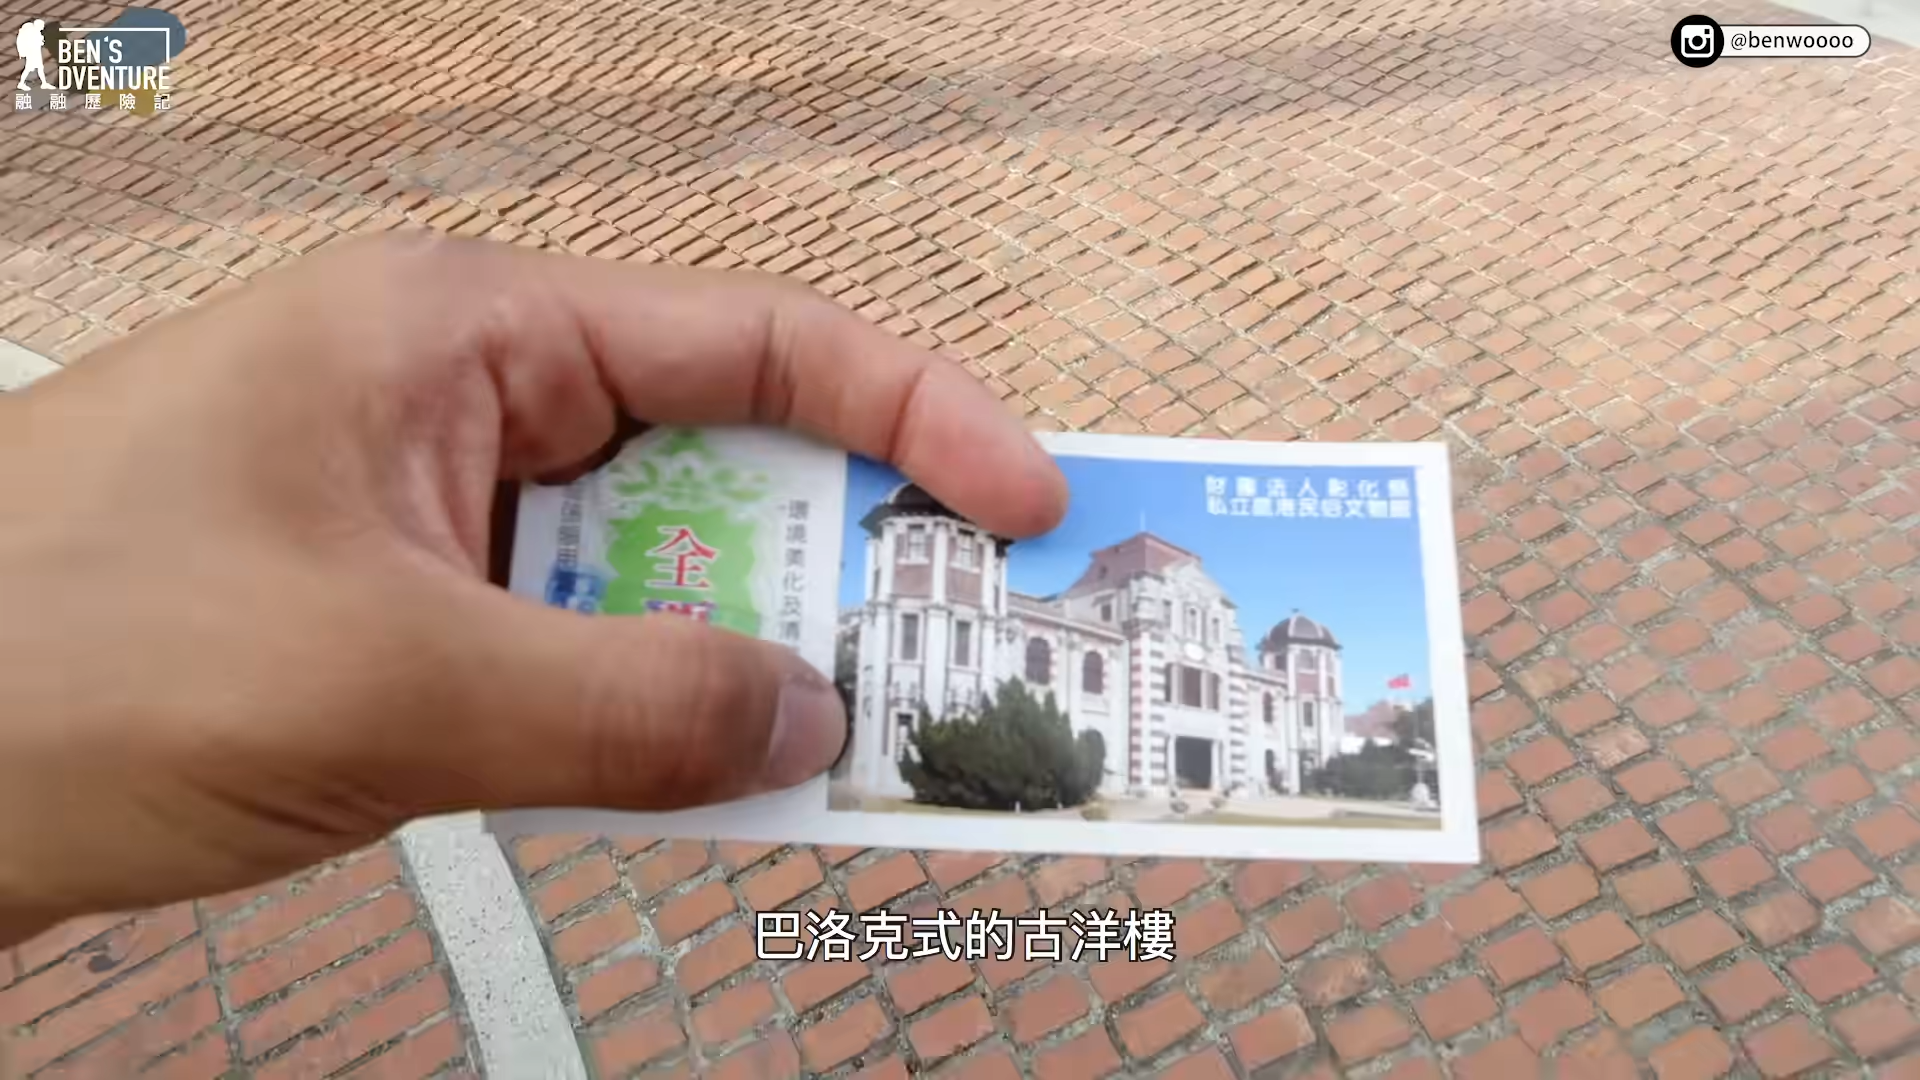 BEN'S
DVENTURE
融融歷險記
@benwoooo
財團法人彰化縣
私立鹿港民俗文物館
全
環境美化及清
巴洛克式的古洋樓